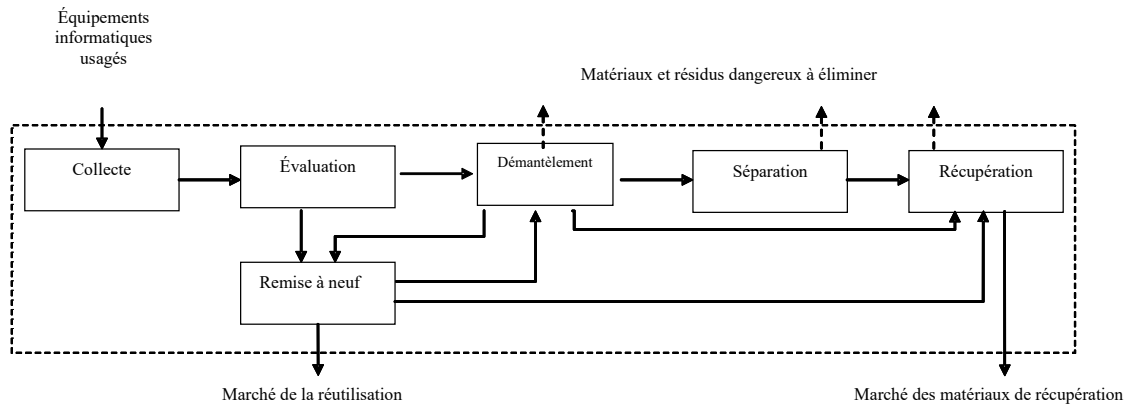 Équipements
informatiques
usagés
Matériaux et résidus dangereux à éliminer
Collecte
Évaluation
Démantèlement
Séparation
Récupération
Remise à neuf
Marché de la réutilisation
Marché des matériaux de récupération